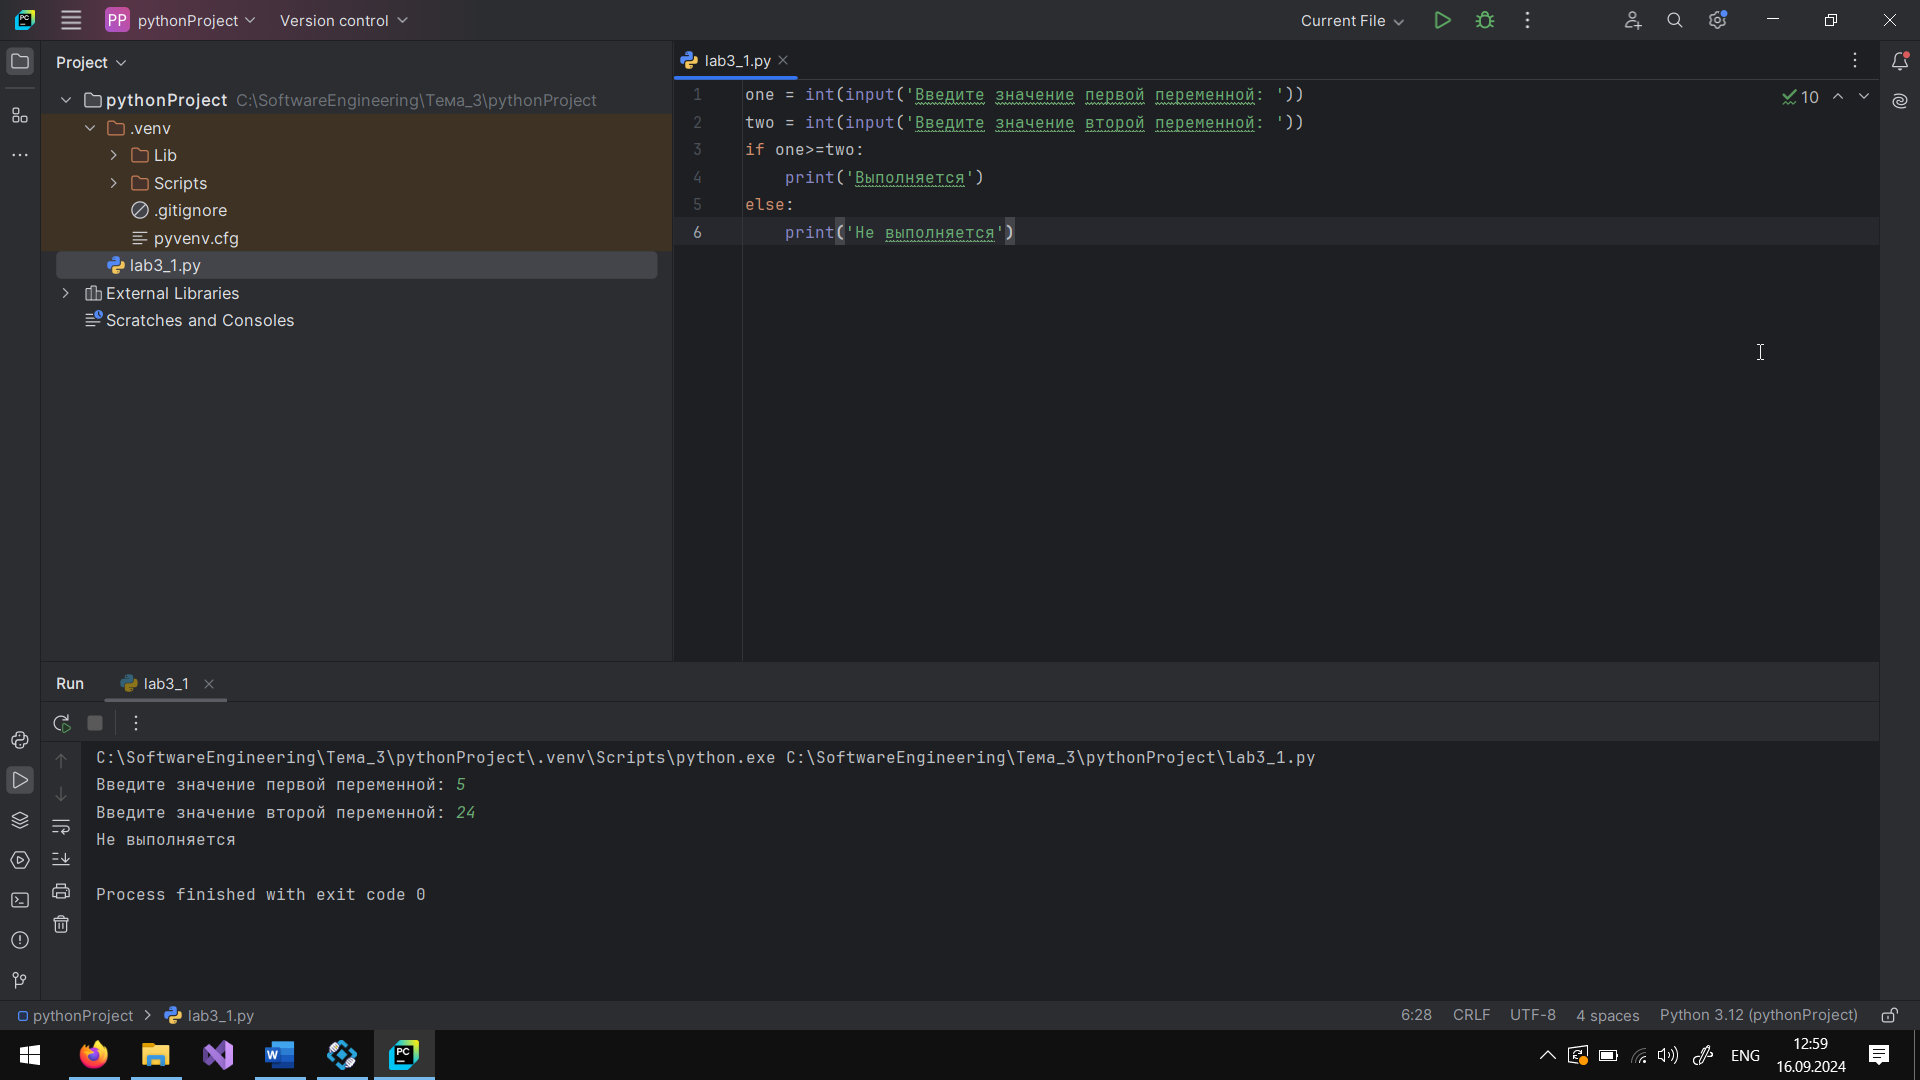 PC
PP pythonProject
Version control
Current File
Project
lab3_1.py
pythonProject C:\SoftwareEngineering\Тема_3\pythonProject
.venv
Lib
Scripts
.gitignore
pyvenv.cfg
lab3_1.py
External Libraries
Scratches and Consoles
1 one = int(input('Введите значение первой переменной: '))
2 two = int(input('Введите значение второй переменной: '))
3 if one>=two:
4 print('Выполняется')
5 else:
6 print('Не выполняется')
10
Run
lab3_1
C:\SoftwareEngineering\Тема_3\pythonProject\.venv\Scripts\python.exe C:\SoftwareEngineering\Тема_3\pythonProject\lab3_1.py
Введите значение первой переменной: 5
Введите значение второй переменной: 24
Не выполняется
Process finished with exit code 0
pythonProject > lab3_1.py
6:28 CRLF UTF-8 4 spaces Python 3.12 (pythonProject)
W
PC
ENG
12:59
16.09.2024